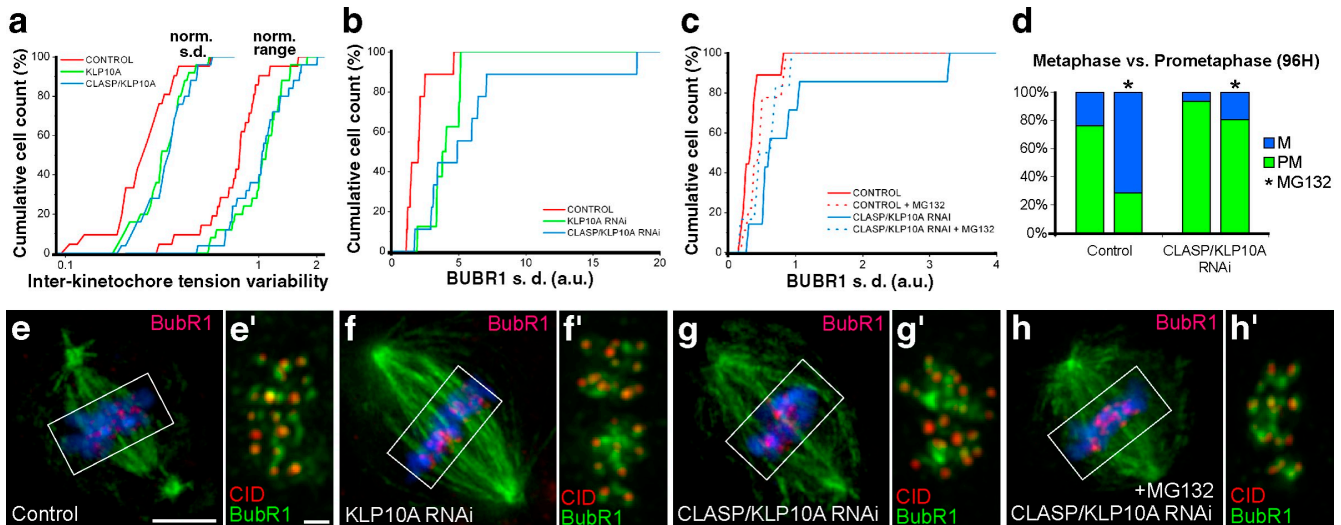 a
norm. s.d.
norm. range
CONTROL
KLP10A
CLASP/KLP10A
Cumulative cell count (%)
100
80
60
40
20
0.1
1
2
Inter-kinetochore tension variability
b
Cumulative cell count (%)
100
80
60
40
20
0
CONTROL
KLP10A RNAi
CLASP/KLP10A RNAi
0
5
10
15
20
BUBR1 s. d. (a.u.)
c
Cumulative cell count (%)
100
80
60
40
20
0
CONTROL
CONTROL + MG132
CLASP/KLP10A RNAI
CLASP/KLP10A RNAI + MG132
0
1
2
3
4
BUBR1 s. d. (a.u.)
d
Metaphase vs. Prometaphase (96H)
100%
80%
60%
40%
20%
0%
*
*
M
PM
* MG132
Control
CLASP/KLP10A
RNAi
e
BubR1
Control
e'
CID
BubR1
f
BubR1
KLP10A RNAi
f'
CID
BubR1
g
BubR1
CLASP/KLP10A RNAi
g'
CID
BubR1
h
BubR1
+MG132
CLASP/KLP10A RNAi
h'
CID
BubR1